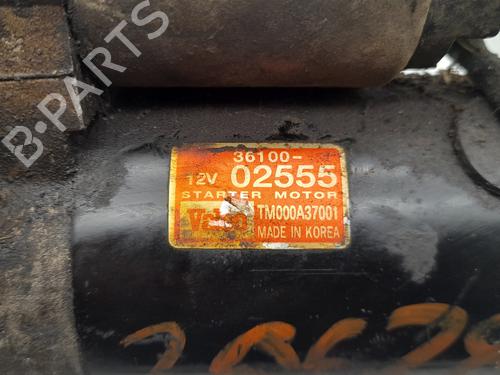 B-PARTS
36100-
12V 02555
STARTER MOTOR
Valeo TM000A37001
MADE IN KOREA